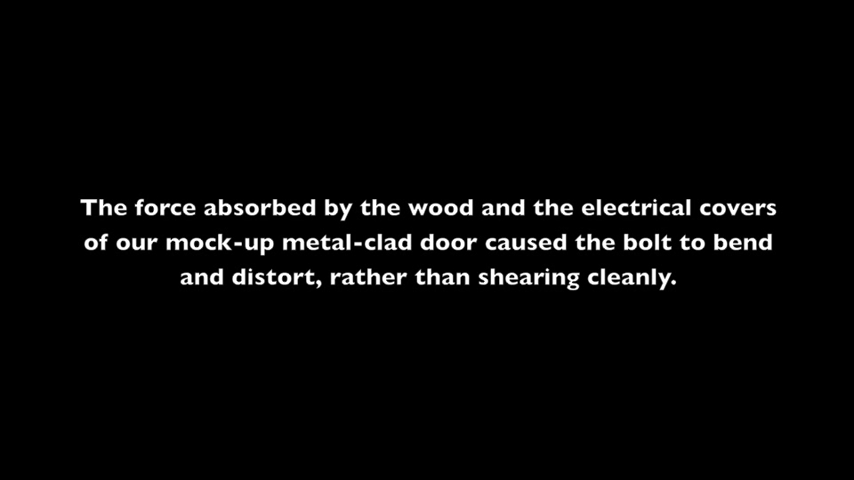 The force absorbed by the wood and the electrical covers
of our mock-up metal-clad door caused the bolt to bend
and distort, rather than shearing cleanly.